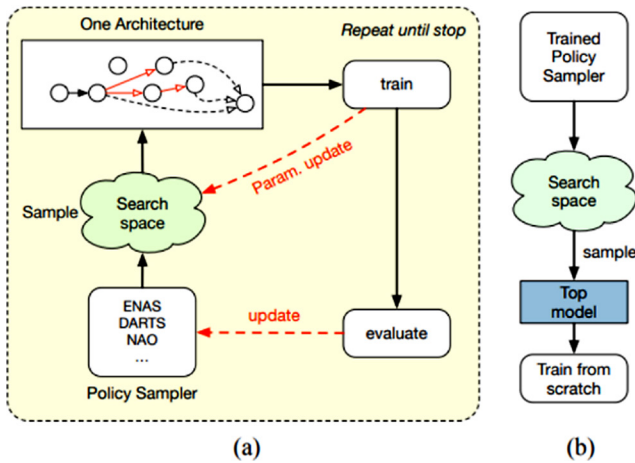 One Architecture
Repeat until stop
train
Param. update
Sample
Search
space
ENAS
DARTS
NAO
...
update
evaluate
Policy Sampler
(a)
Trained
Policy
Sampler
Search
space
sample
Top
model
Train from
scratch
(b)